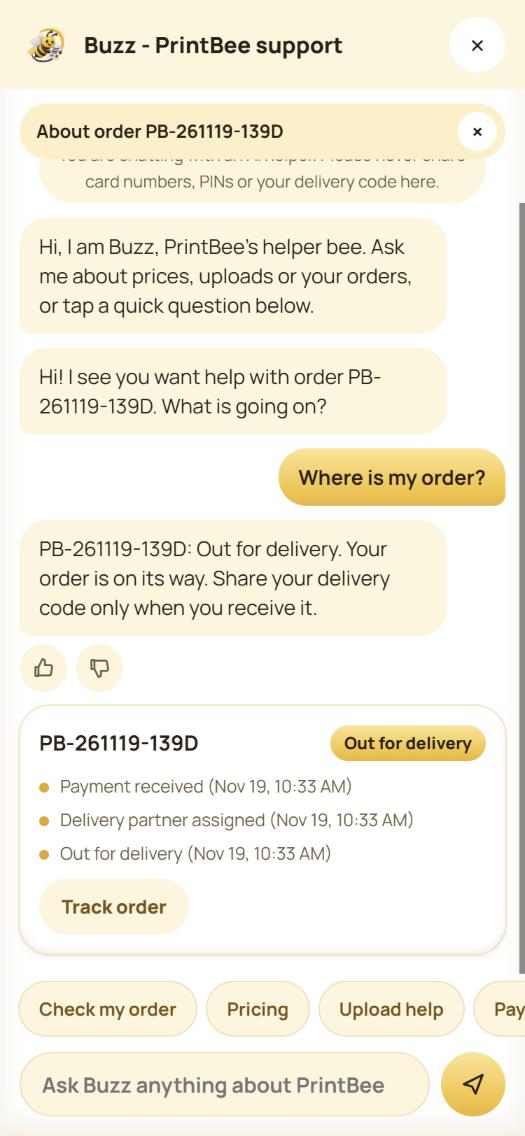 Buzz - PrintBee support
About order PB-261119-139D
card numbers, PINs or your delivery code here.
Hi, I am Buzz, PrintBee's helper bee. Ask
me about prices, uploads or your orders,
or tap a quick question below.
Hi! I see you want help with order PB-
261119-139D. What is going on?
Where is my order?
PB-261119-139D: Out for delivery. Your
order is on its way. Share your delivery
code only when you receive it.
PB-261119-139D
Out for delivery
Payment received (Nov 19, 10:33 AM)
Delivery partner assigned (Nov 19, 10:33 AM)
Out for delivery (Nov 19, 10:33 AM)
Track order
Check my order
Pricing
Upload help
Pay
Ask Buzz anything about PrintBee